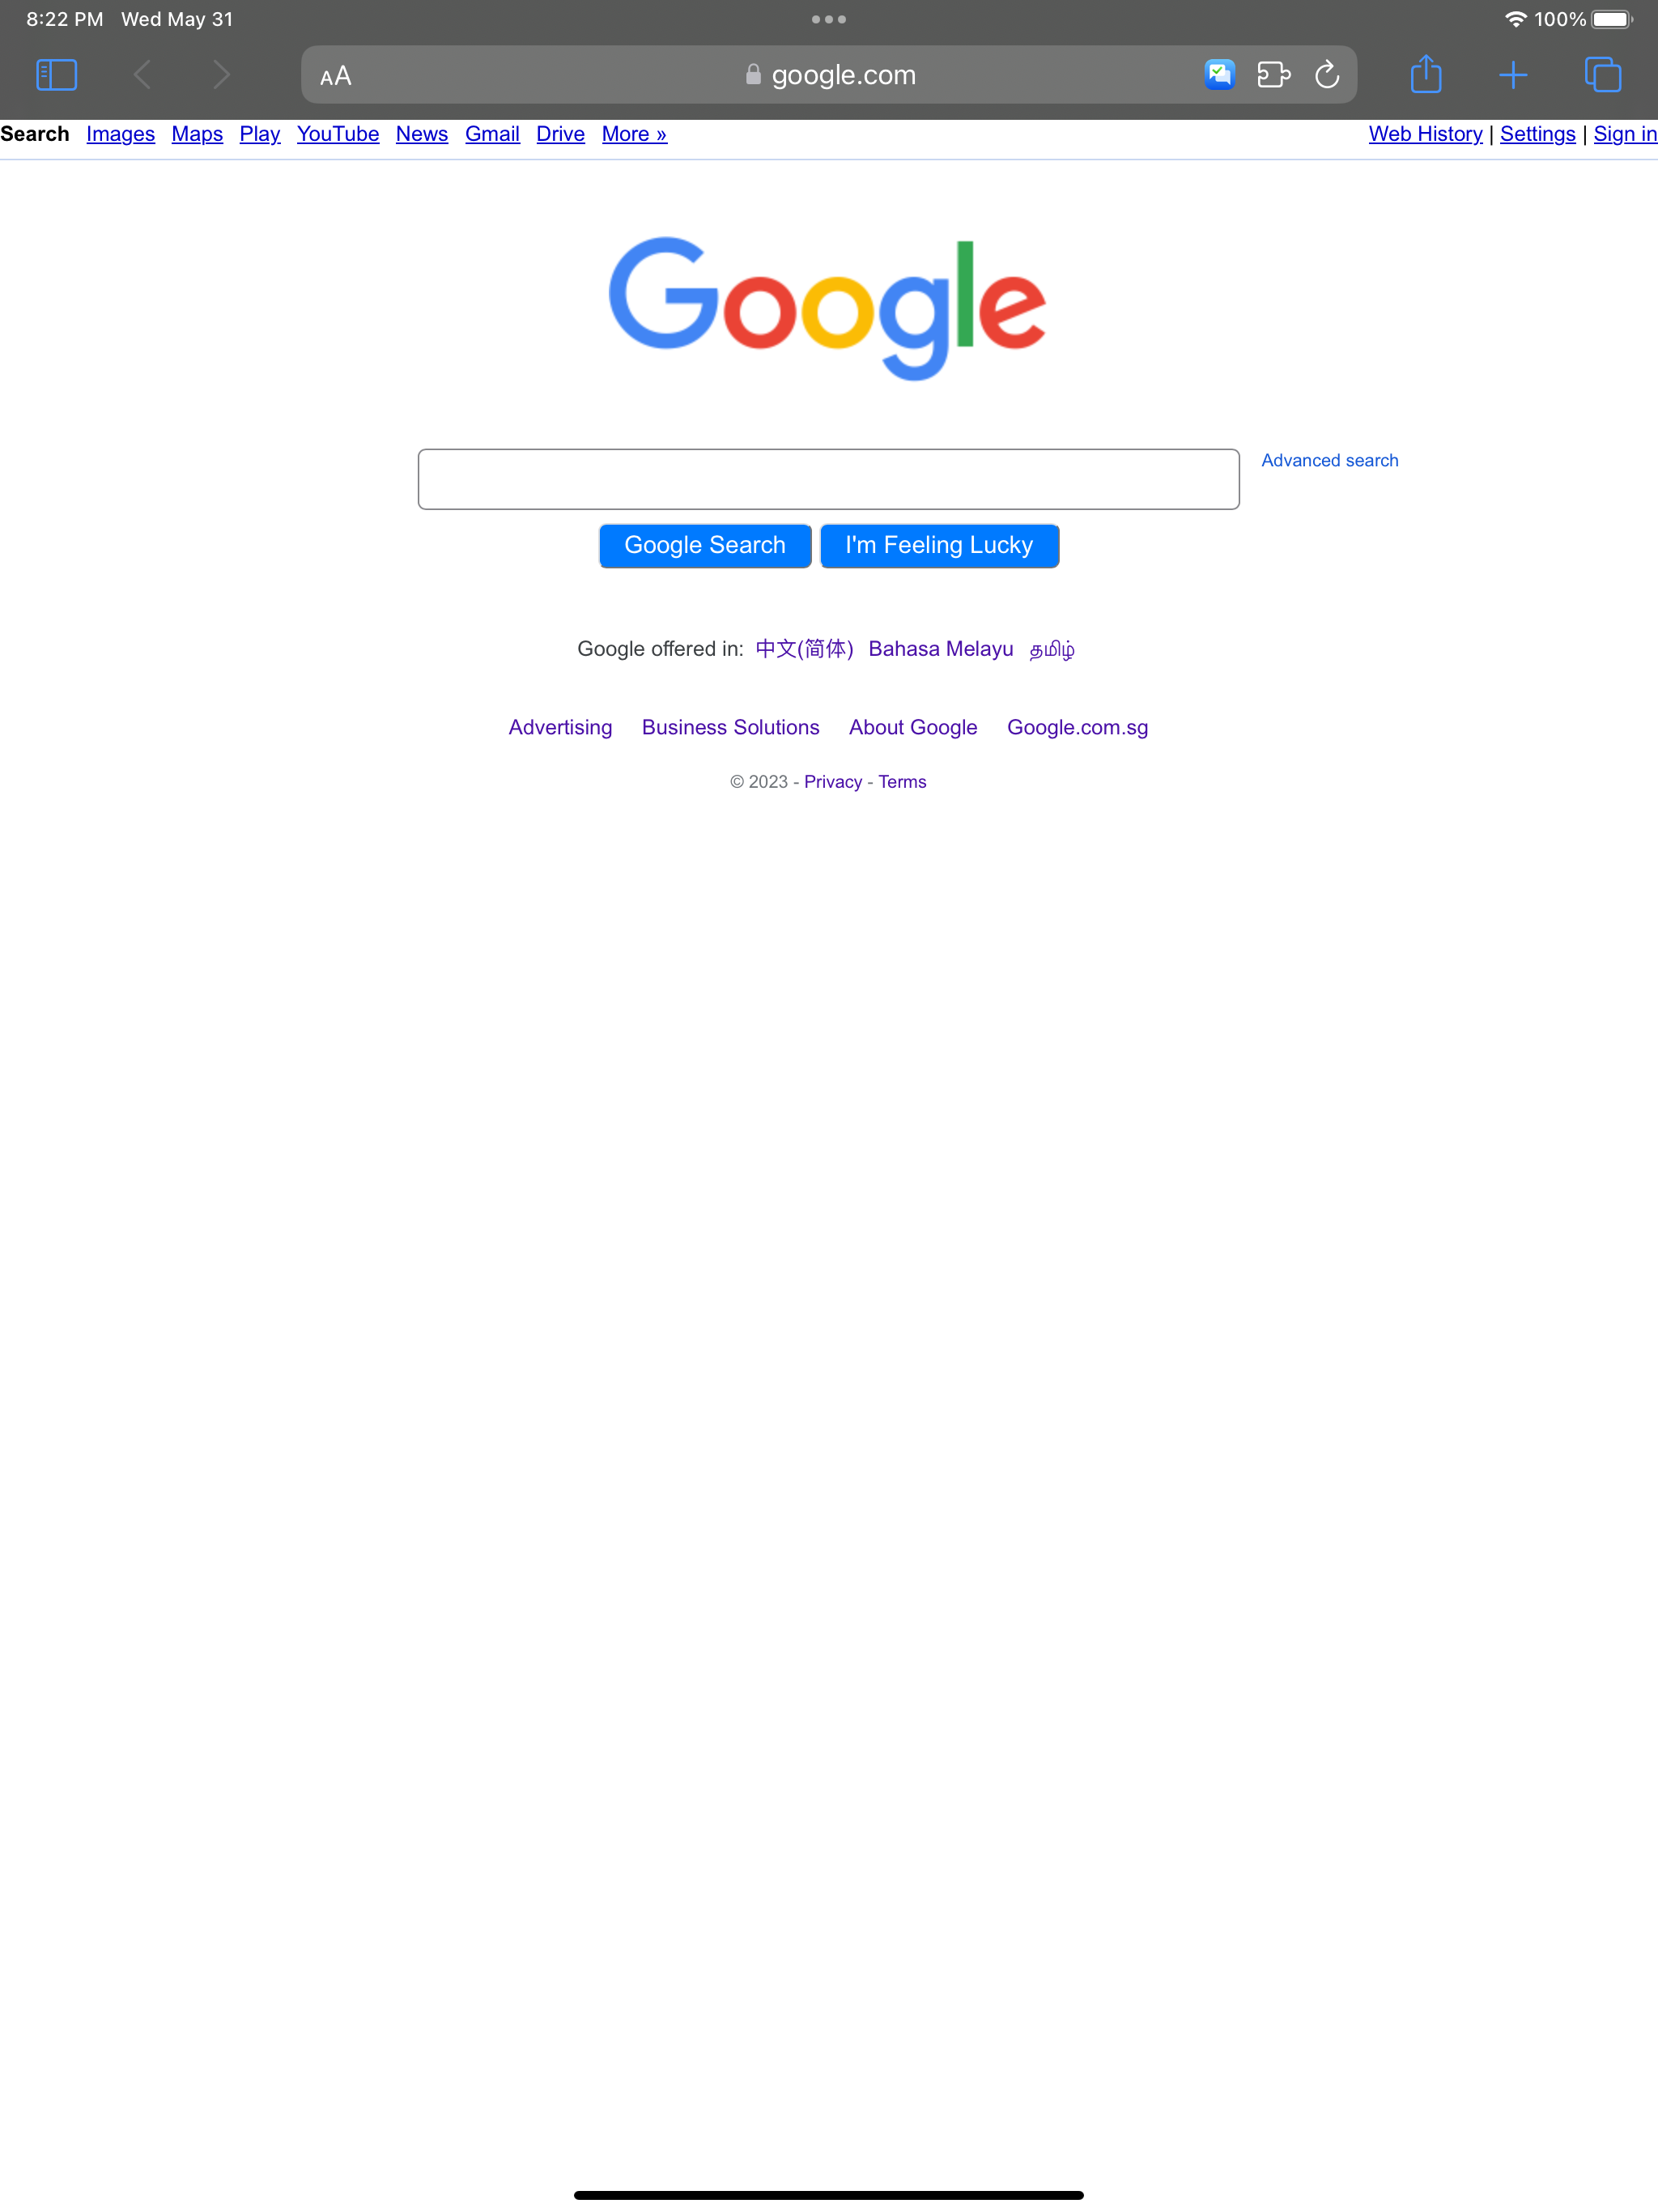 8:22 PM Wed May 31 100%
AA google.com
Search Images Maps Play YouTube News Gmail Drive More » Web History | Settings | Sign in
Google
Advanced search
Google Search I'm Feeling Lucky
Google offered in: 中文(简体) Bahasa Melayu தமிழ்
Advertising Business Solutions About Google Google.com.sg
© 2023 - Privacy - Terms